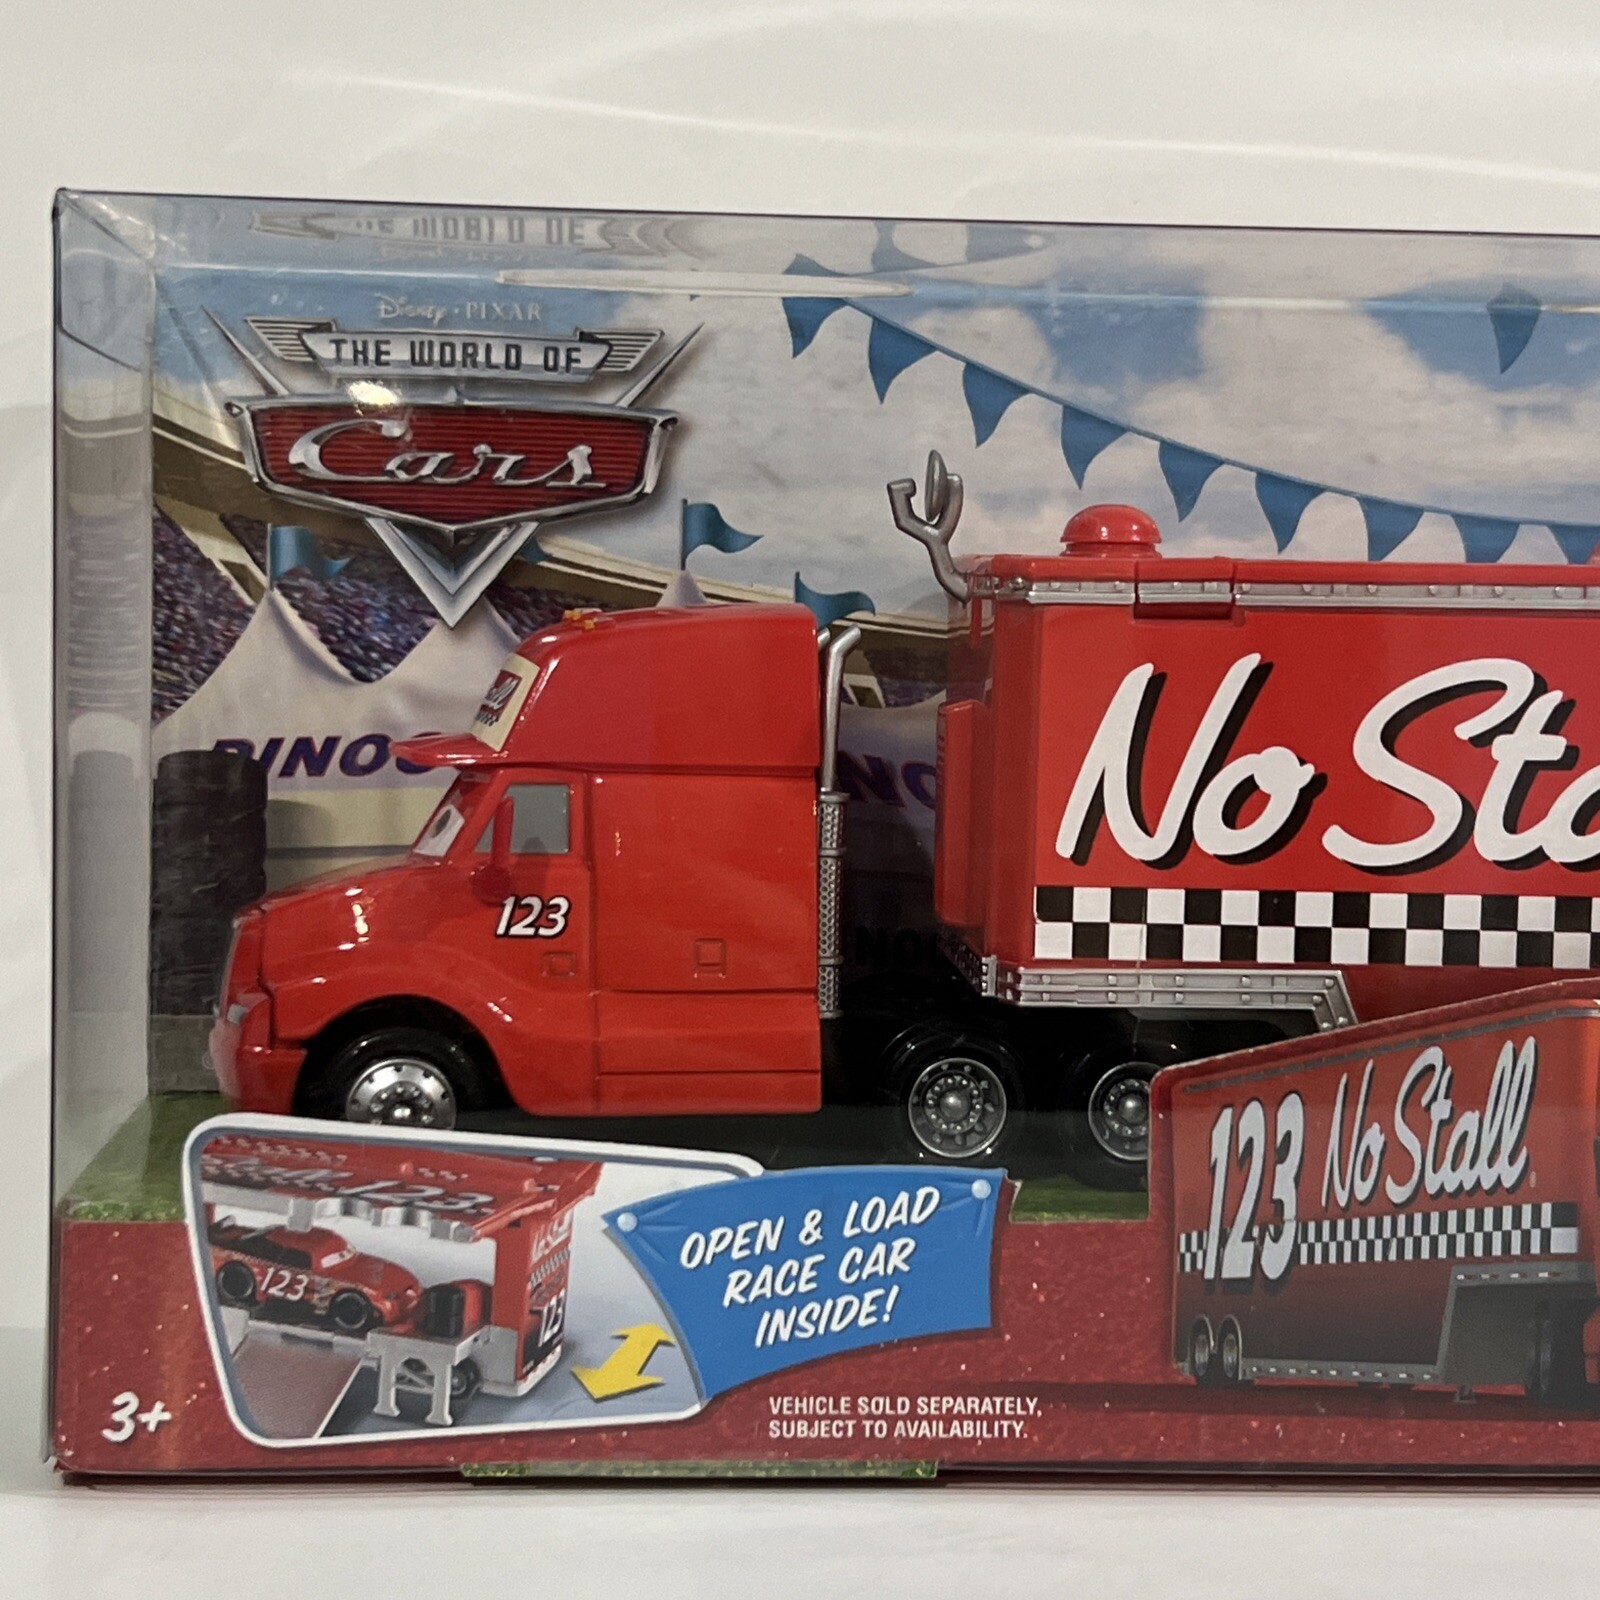 Disney · PIXAR
THE WORLD OF
Cars
DINOC
No Sta
123
123 No Stall
123
123
OPEN & LOAD
RACE CAR
INSIDE!
3+
VEHICLE SOLD SEPARATELY,
SUBJECT TO AVAILABILITY.